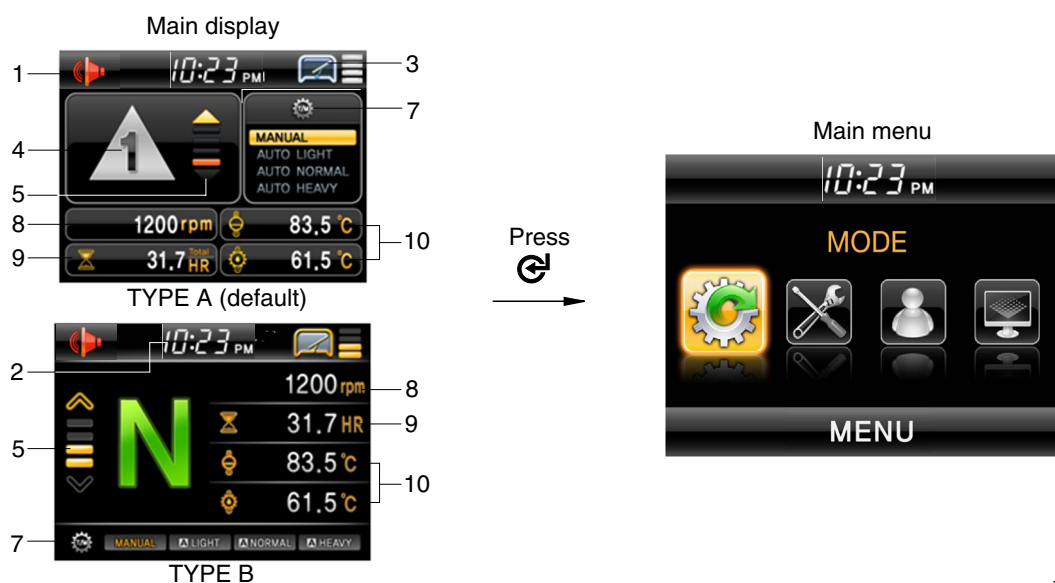 Main display
1
10:23 PM
3
7
MANUAL
AUTO LIGHT
AUTO NORMAL
AUTO HEAVY
4
1
5
8
1200 rpm
83.5 ℃
9
31.7 Total HR
61.5 ℃
10
TYPE A (default)
10:23 PM
2
1200 rpm
8
31.7 HR
9
5
N
83.5 ℃
61.5 ℃
10
7
T/M
MANUAL
A LIGHT
A NORMAL
A HEAVY
TYPE B
Press
Main menu
10:23 PM
MODE
MENU